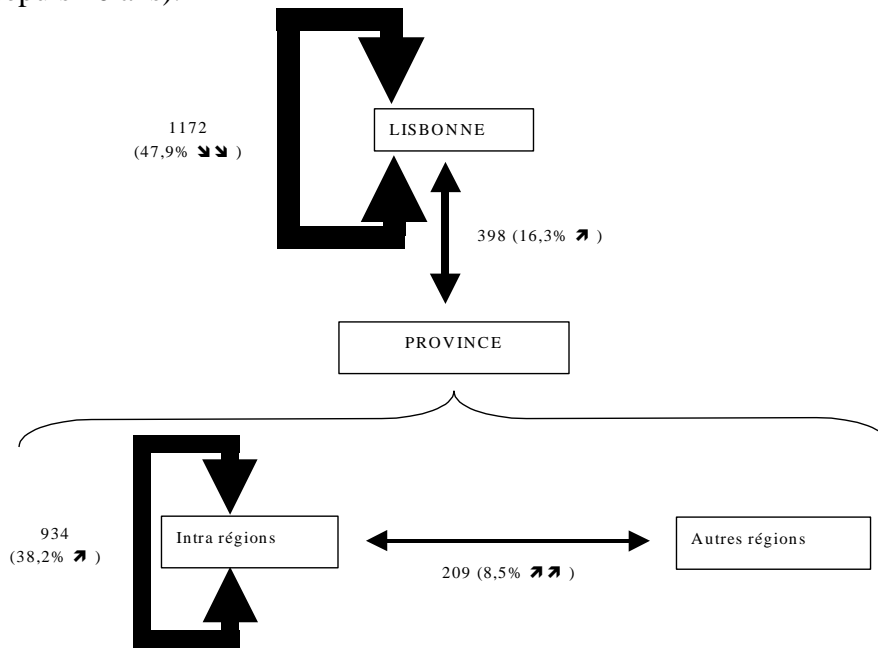 1172
(47,9% ➘➘ )
LISBONNE
398 (16,3% ➚ )
PROVINCE
934
(38,2% ➚ )
Intra régions
209 (8,5% ➚➚ )
Autres régions